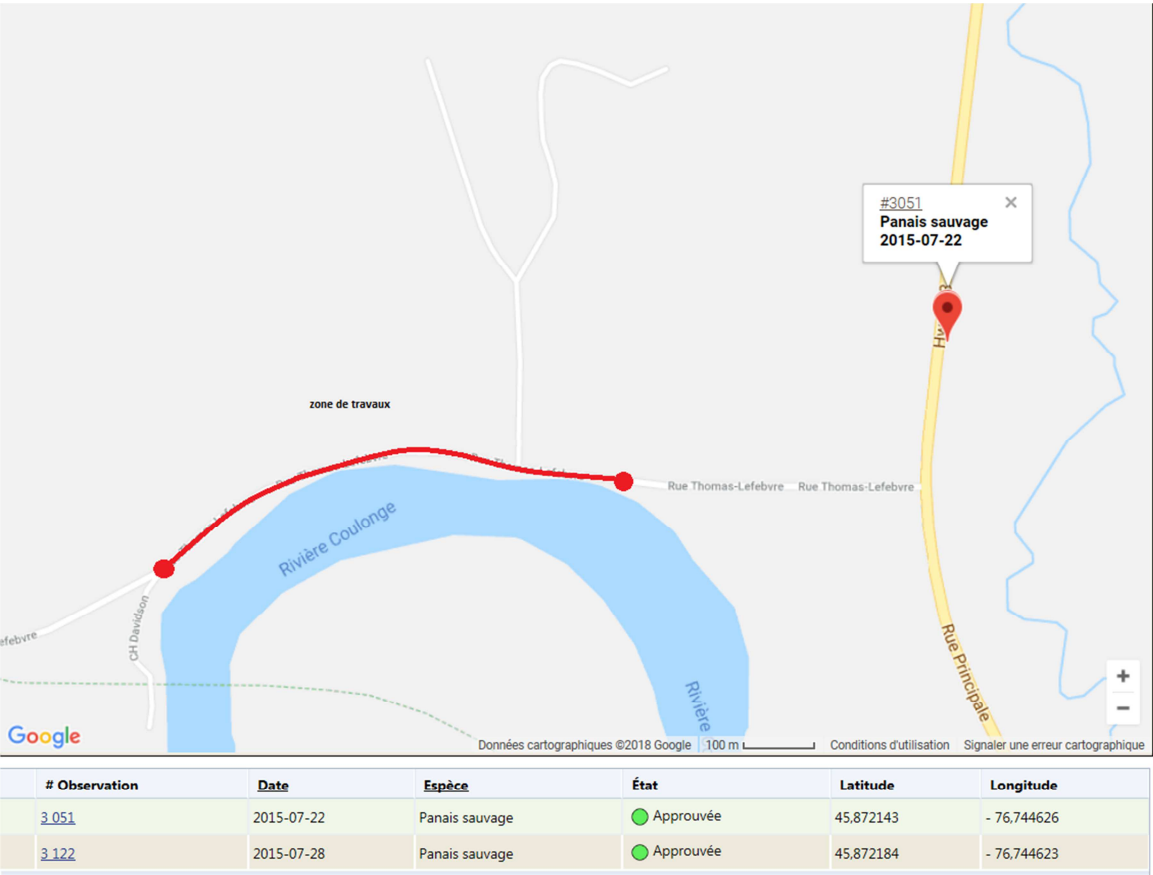 #3051
Panais sauvage
2015-07-22
zone de travaux
Rue Thomas-Lefebvre
Rue Thomas-Lefebvre
Rivière Coulonge
efebvre
CH Davidson
Rue Principale
Rivière
Google
Données cartographiques ©2018 Google
100 m
Conditions d'utilisation
Signaler une erreur cartographique
# Observation Date Espèce État Latitude Longitude
3 051 2015-07-22 Panais sauvage Approuvée 45,872143 - 76,744626
3 122 2015-07-28 Panais sauvage Approuvée 45,872184 - 76,744623